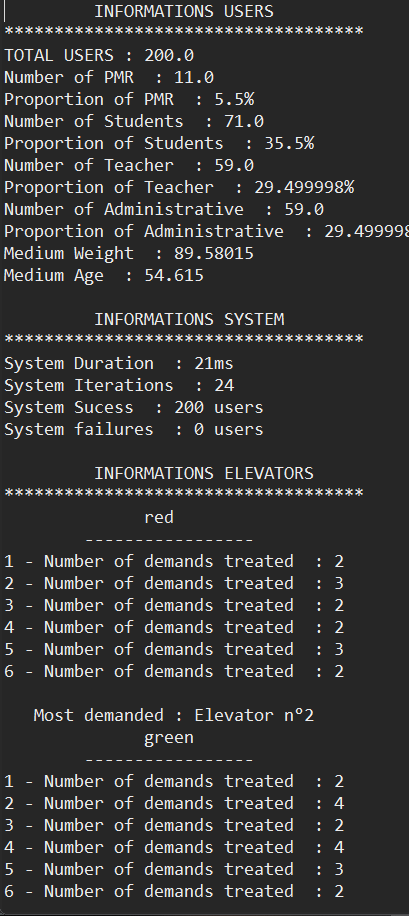 INFORMATIONS USERS
************************************
TOTAL USERS : 200.0
Number of PMR  : 11.0
Proportion of PMR  : 5.5%
Number of Students  : 71.0
Proportion of Students  : 35.5%
Number of Teacher  : 59.0
Proportion of Teacher  : 29.499998%
Number of Administrative  : 59.0
Proportion of Administrative  : 29.499998
Medium Weight  : 89.58015
Medium Age  : 54.615
INFORMATIONS SYSTEM
************************************
System Duration  : 21ms
System Iterations  : 24
System Sucess  : 200 users
System failures  : 0 users
INFORMATIONS ELEVATORS
************************************
red
-----------------
1 - Number of demands treated  : 2
2 - Number of demands treated  : 3
3 - Number of demands treated  : 2
4 - Number of demands treated  : 2
5 - Number of demands treated  : 3
6 - Number of demands treated  : 2
Most demanded : Elevator n°2
green
-----------------
1 - Number of demands treated  : 2
2 - Number of demands treated  : 4
3 - Number of demands treated  : 2
4 - Number of demands treated  : 4
5 - Number of demands treated  : 3
6 - Number of demands treated  : 2